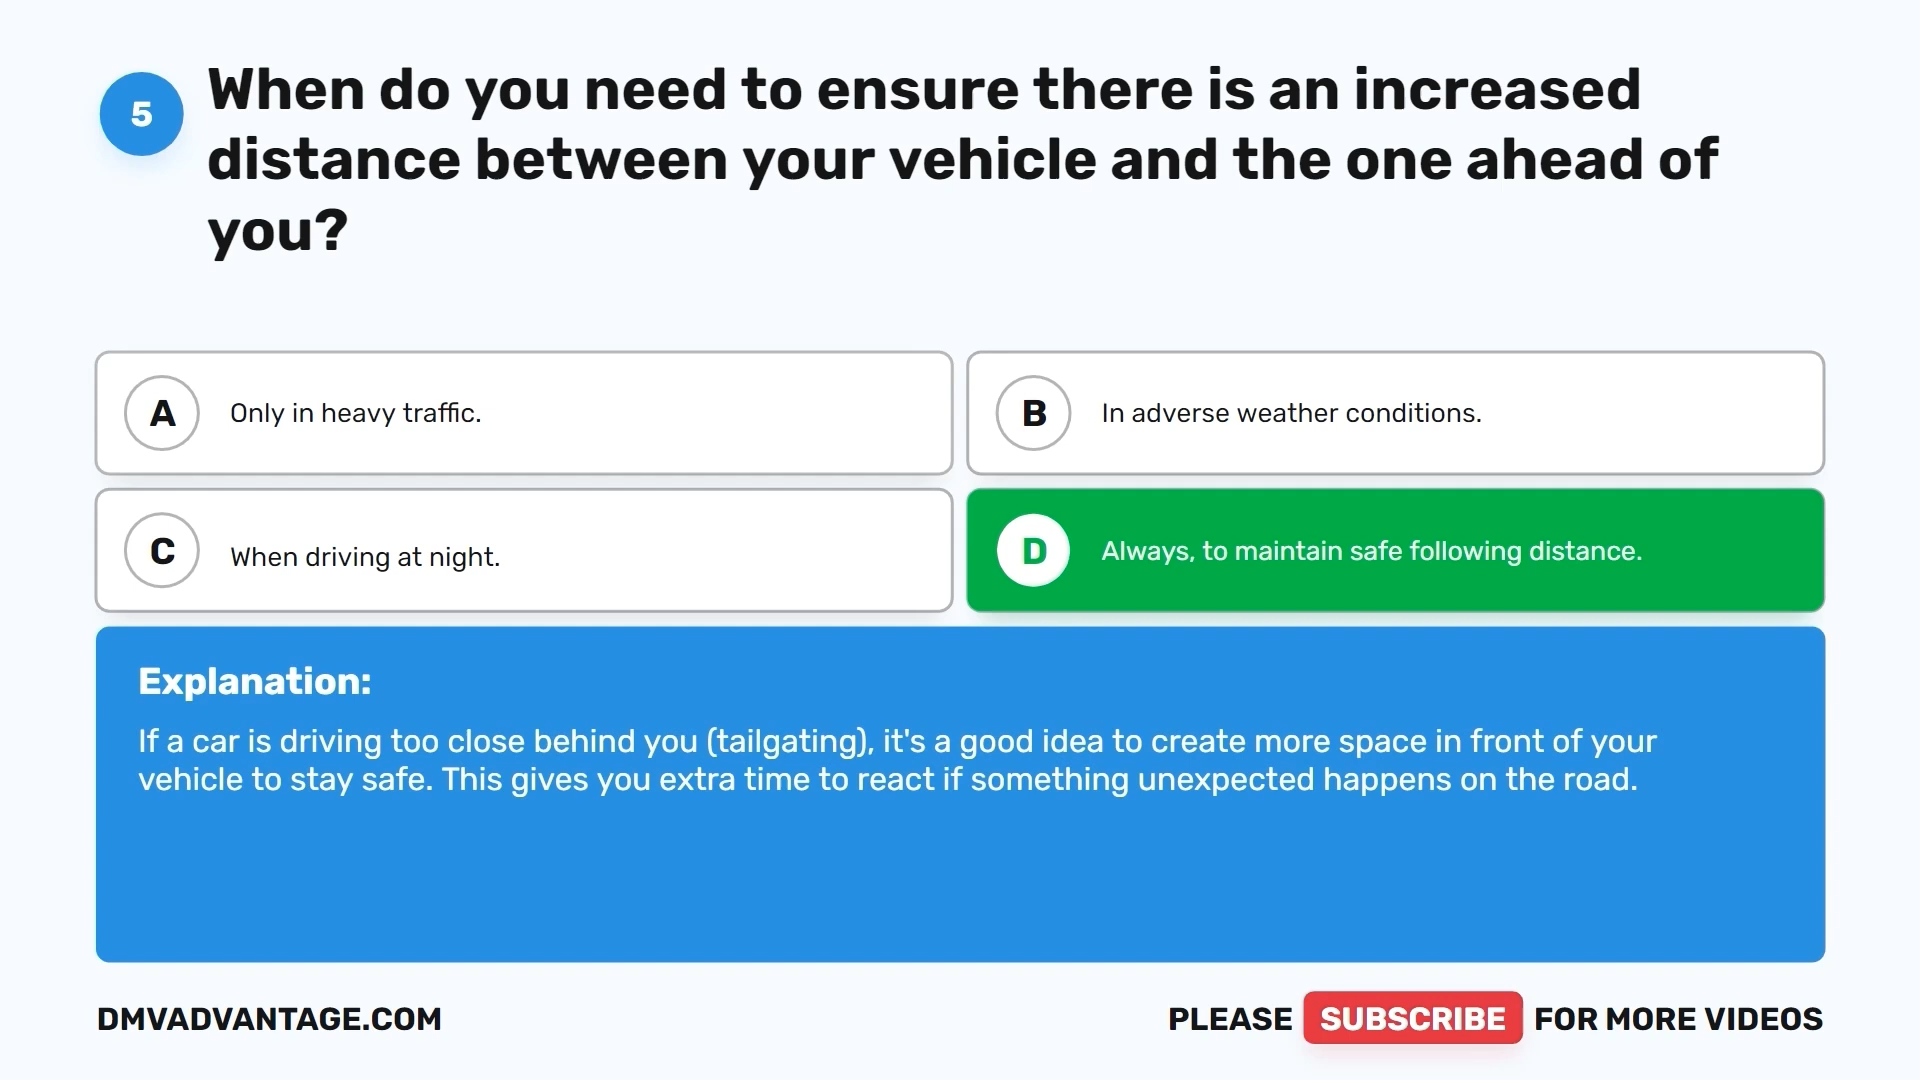 5
When do you need to ensure there is an increased
distance between your vehicle and the one ahead of
you?
A Only in heavy traffic.
B In adverse weather conditions.
C When driving at night.
D Always, to maintain safe following distance.
Explanation:
If a car is driving too close behind you (tailgating), it's a good idea to create more space in front of your
vehicle to stay safe. This gives you extra time to react if something unexpected happens on the road.
DMVADVANTAGE.COM
PLEASE SUBSCRIBE FOR MORE VIDEOS